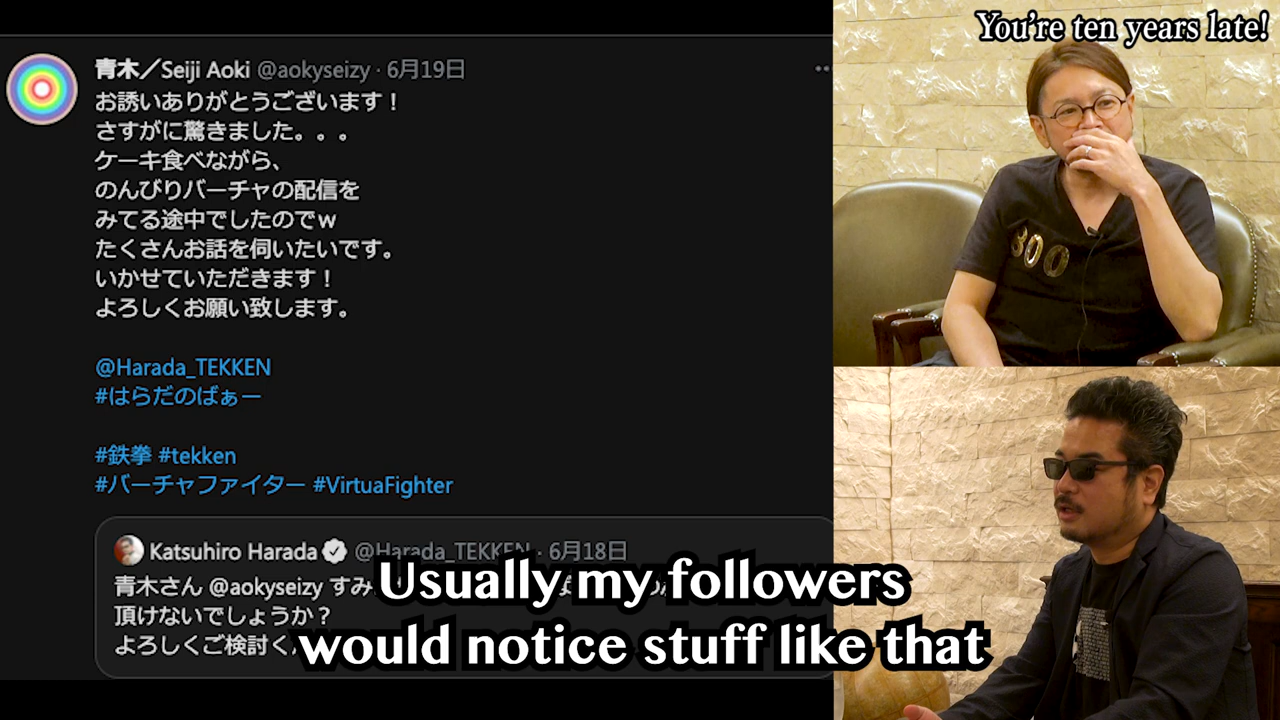 You're ten years late!
青木／Seiji Aoki @aokyseizy · 6月19日
お誘いありがとうございます！
さすがに驚きました。。。
ケーキ食べながら、
のんびりバーチャの配信を
みてる途中でしたのでｗ
たくさんお話を伺いたいです。
いかせていただきます！
よろしくお願い致します。
@Harada_TEKKEN
#はらだのばぁー
#鉄拳 #tekken
#バーチャファイター #VirtuaFighter
Katsuhiro Harada @Harada_TEKKEN · 6月18日
青木さん @aokyseizy すみ
頂けないでしょうか？
よろしくご検討く
Usually my followers
would notice stuff like that
800